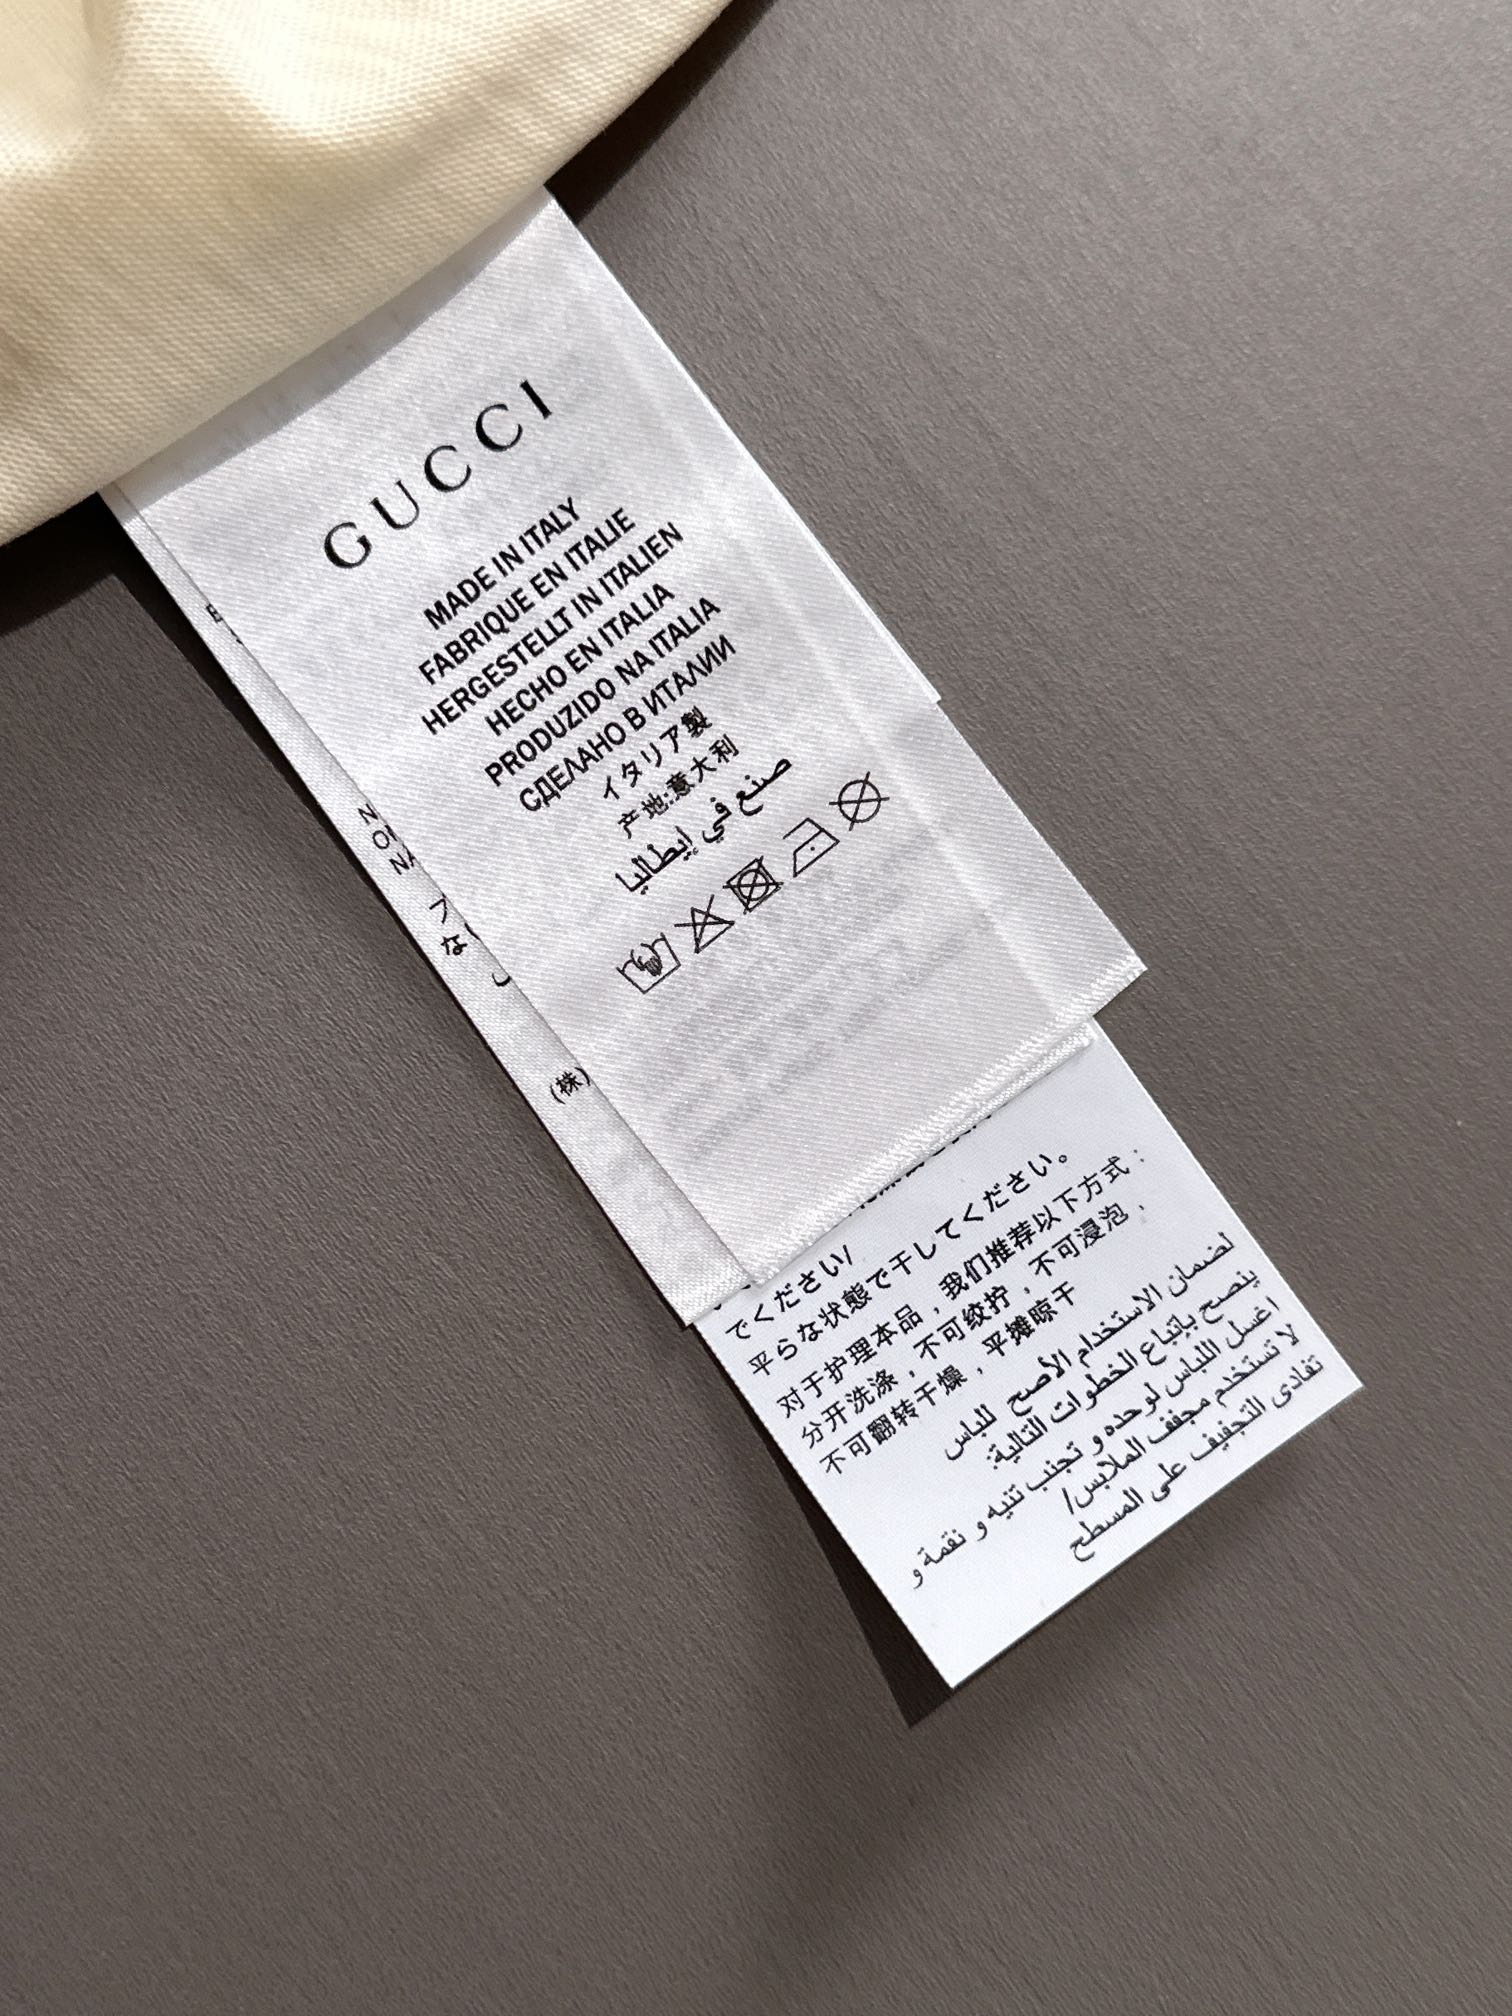 GUCCI
MADE IN ITALY
FABRIQUE EN ITALIE
HERGESTELLT IN ITALIEN
HECHO EN ITALIA
PRODUZIDO NA ITALIA
СДЕЛАНО В ИТАЛИИ
イタリア製
产地:意大利
صنع في إيطاليا
(株)
でください/
平らな状態で干してください。
对于护理本品，我们推荐以下方式：
分开洗涤，不可绞拧，不可浸泡，
不可翻转干燥，平摊晾干
لضمان الاستخدام الأصح للباس
ينصح بإتباع الخطوات التالية:
اغسل اللباس لوحده و تجنب تنيه و نقمة و
لا تستخدم مجفف الملابس/
تفادى التجفيف على المسطح